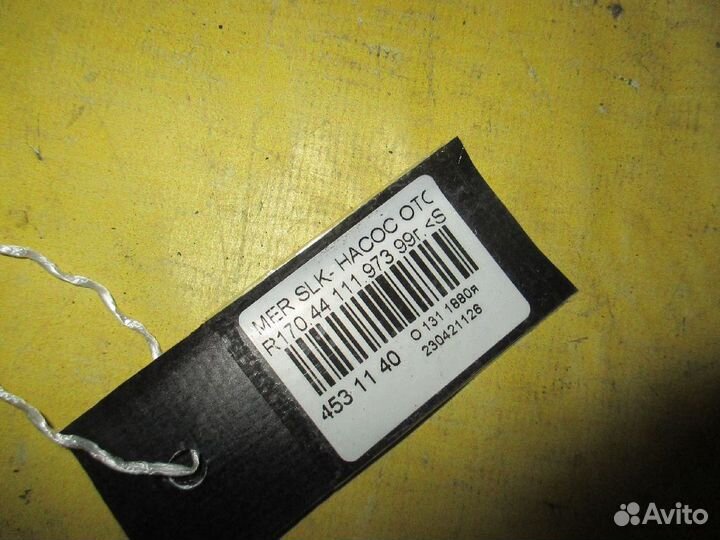 MER SLK- НАСОС ОТС
R170.44 111.973 99г.<S
453 11 40
О 131 1880я
230421126
Avito